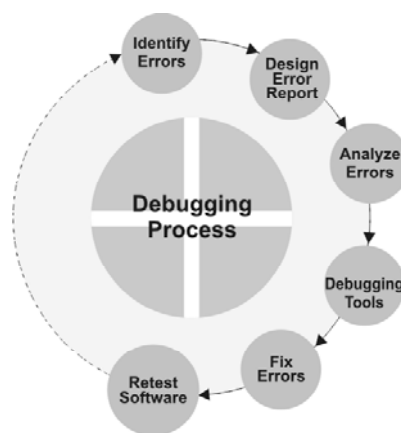 Identify
Errors
Design
Error
Report
Analyze
Errors
Debugging
Process
Debugging
Tools
Fix
Errors
Retest
Software